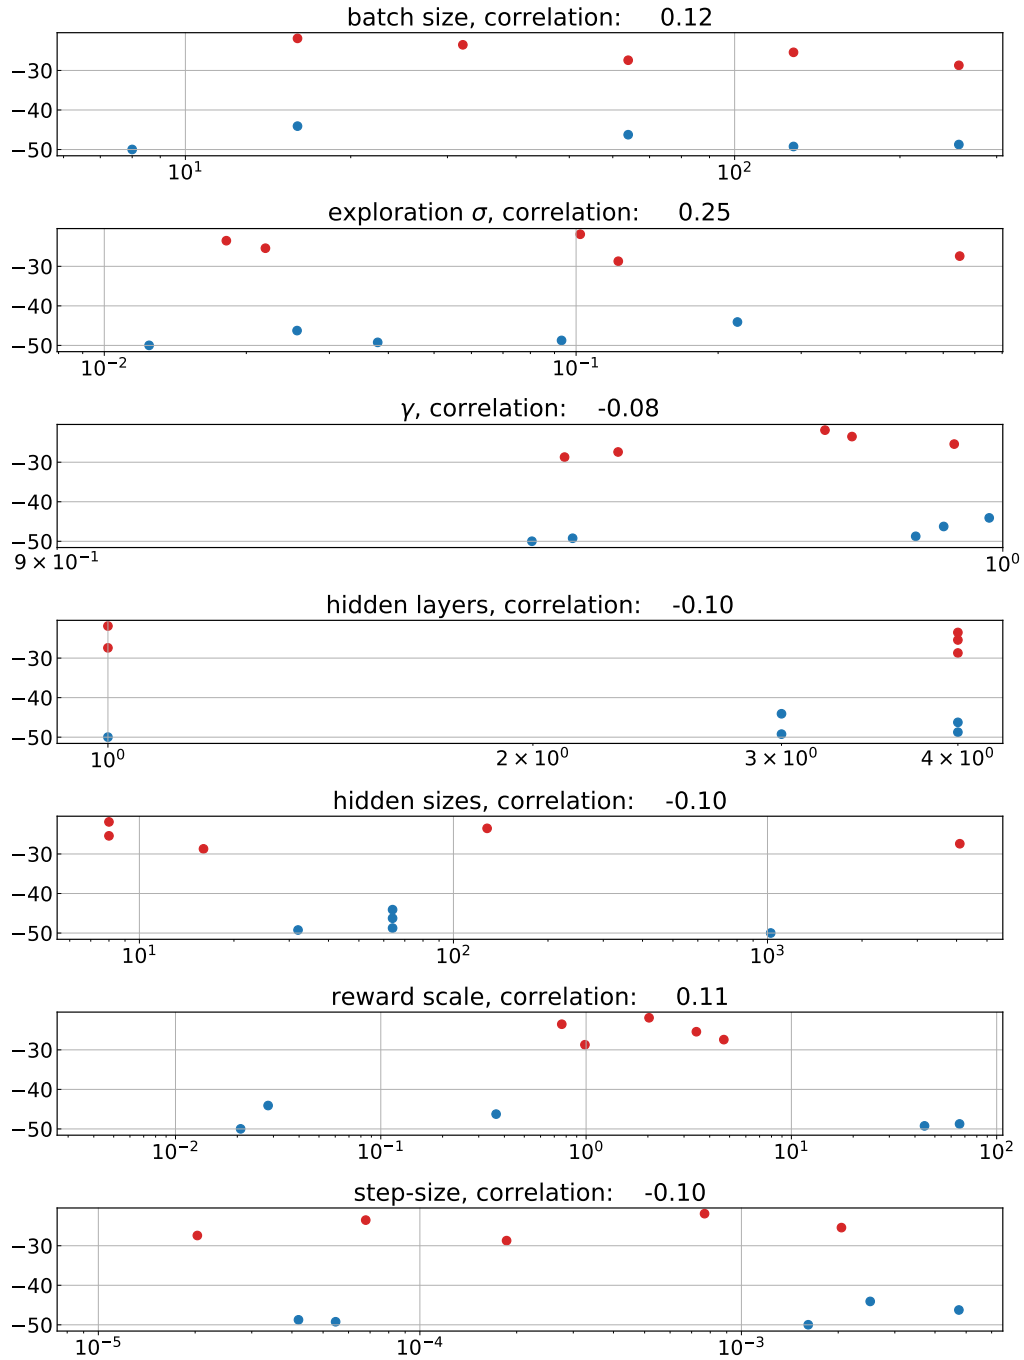 batch size, correlation: 0.12
−30
−40
−50
10¹ 10²
exploration σ, correlation: 0.25
−30
−40
−50
10⁻² 10⁻¹
γ, correlation: -0.08
−30
−40
−50
9 × 10⁻¹ 10⁰
hidden layers, correlation: -0.10
−30
−40
−50
10⁰ 2 × 10⁰ 3 × 10⁰ 4 × 10⁰
hidden sizes, correlation: -0.10
−30
−40
−50
10¹ 10² 10³
reward scale, correlation: 0.11
−30
−40
−50
10⁻² 10⁻¹ 10⁰ 10¹ 10²
step-size, correlation: -0.10
−30
−40
−50
10⁻⁵ 10⁻⁴ 10⁻³